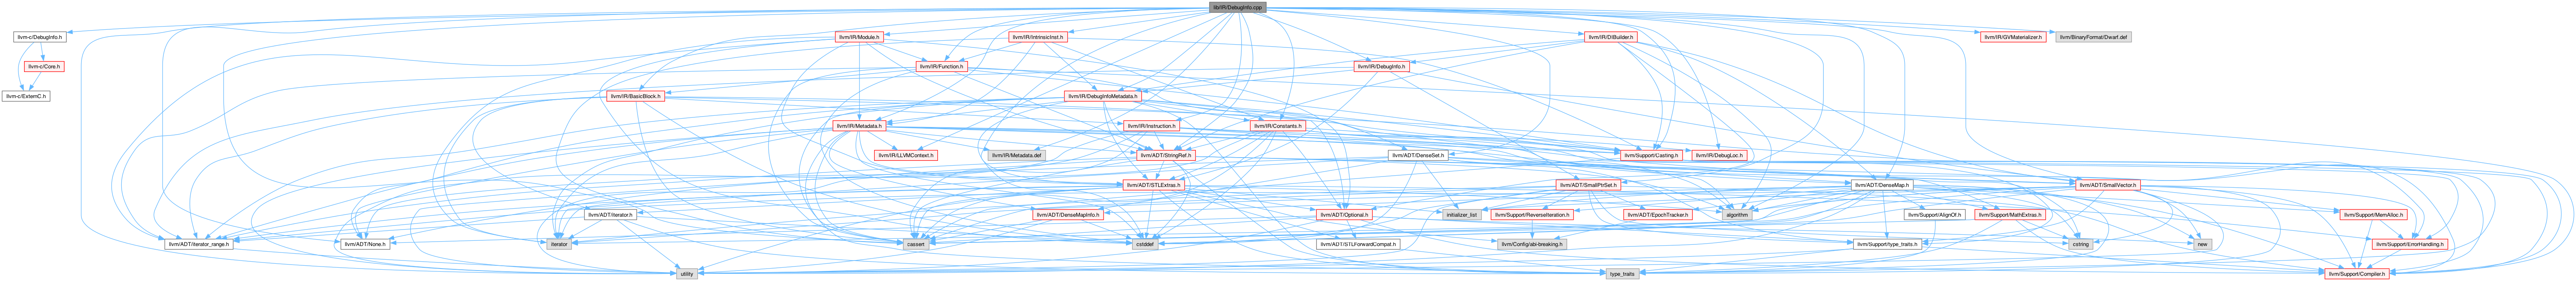 lib/IR/DebugInfo.cpp
llvm-c/DebugInfo.h
llvm/IR/Module.h
llvm/IR/IntrinsicInst.h
llvm/IR/DIBuilder.h
llvm/IR/GVMaterializer.h
llvm/BinaryFormat/Dwarf.def
llvm-c/Core.h
llvm/IR/Function.h
llvm/IR/DebugInfo.h
llvm-c/ExternC.h
llvm/IR/BasicBlock.h
llvm/IR/DebugInfoMetadata.h
llvm/IR/Metadata.h
llvm/IR/Instruction.h
llvm/IR/Constants.h
llvm/IR/LLVMContext.h
llvm/IR/Metadata.def
llvm/ADT/StringRef.h
llvm/ADT/DenseSet.h
llvm/Support/Casting.h
llvm/IR/DebugLoc.h
llvm/ADT/STLExtras.h
llvm/ADT/SmallPtrSet.h
llvm/ADT/DenseMap.h
llvm/ADT/SmallVector.h
llvm/ADT/iterator.h
llvm/ADT/DenseMapInfo.h
llvm/ADT/Optional.h
initializer_list
llvm/Support/ReverseIteration.h
llvm/ADT/EpochTracker.h
algorithm
llvm/Support/AlignOf.h
llvm/Support/MathExtras.h
llvm/Support/MemAlloc.h
llvm/ADT/iterator_range.h
llvm/ADT/None.h
iterator
cassert
cstddef
llvm/ADT/STLForwardCompat.h
llvm/Config/abi-breaking.h
llvm/Support/type_traits.h
cstring
new
llvm/Support/ErrorHandling.h
utility
type_traits
llvm/Support/Compiler.h